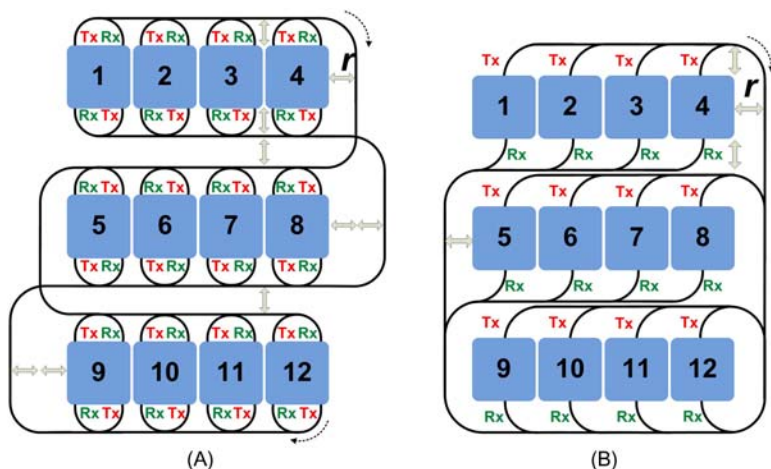 Tx Rx Tx Rx Tx Rx Tx Rx
1 2 3 4 r
Rx Tx Rx Tx Rx Tx Rx Tx
Rx Tx Rx Tx Rx Tx Rx Tx
5 6 7 8
Tx Rx Tx Rx Tx Rx Tx Rx
Tx Rx Tx Rx Tx Rx Tx Rx
9 10 11 12
Rx Tx Rx Tx Rx Tx Rx Tx
(A)
Tx Tx Tx Tx
1 2 3 4 r
Rx Rx Rx Rx
Tx Tx Tx Tx
5 6 7 8
Rx Rx Rx Rx
Tx Tx Tx Tx
9 10 11 12
Rx Rx Rx Rx
(B)